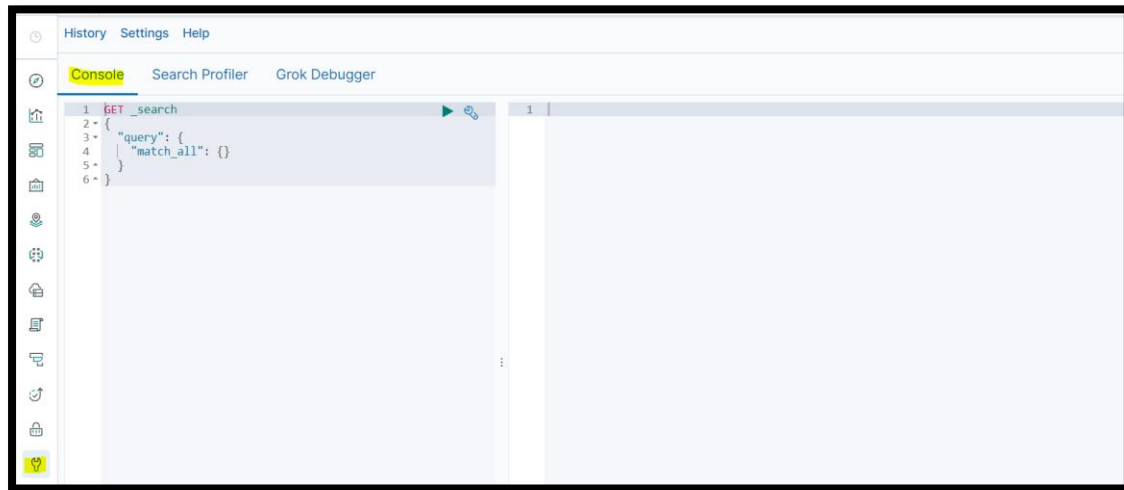 History Settings Help
Console Search Profiler Grok Debugger
1 GET _search
2 {
3 "query": {
4 "match_all": {}
5 }
6 }
1